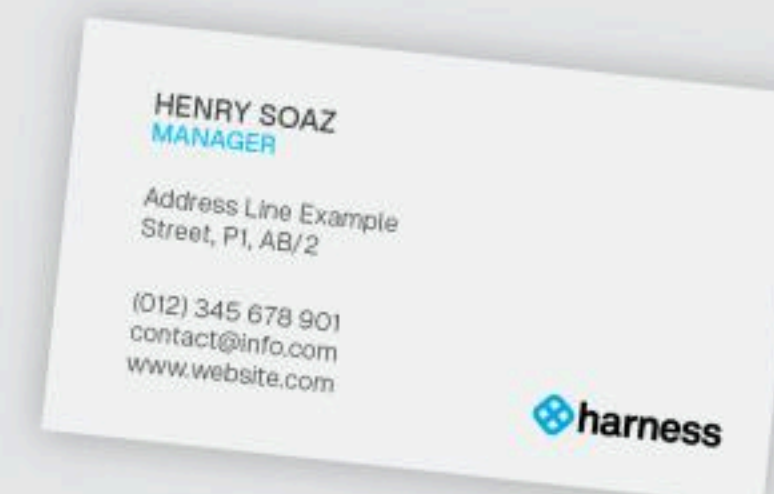 HENRY SOAZ
MANAGER
Address Line Example
Street, P1, AB/2
(012) 345 678 901
contact@info.com
www.website.com
harness